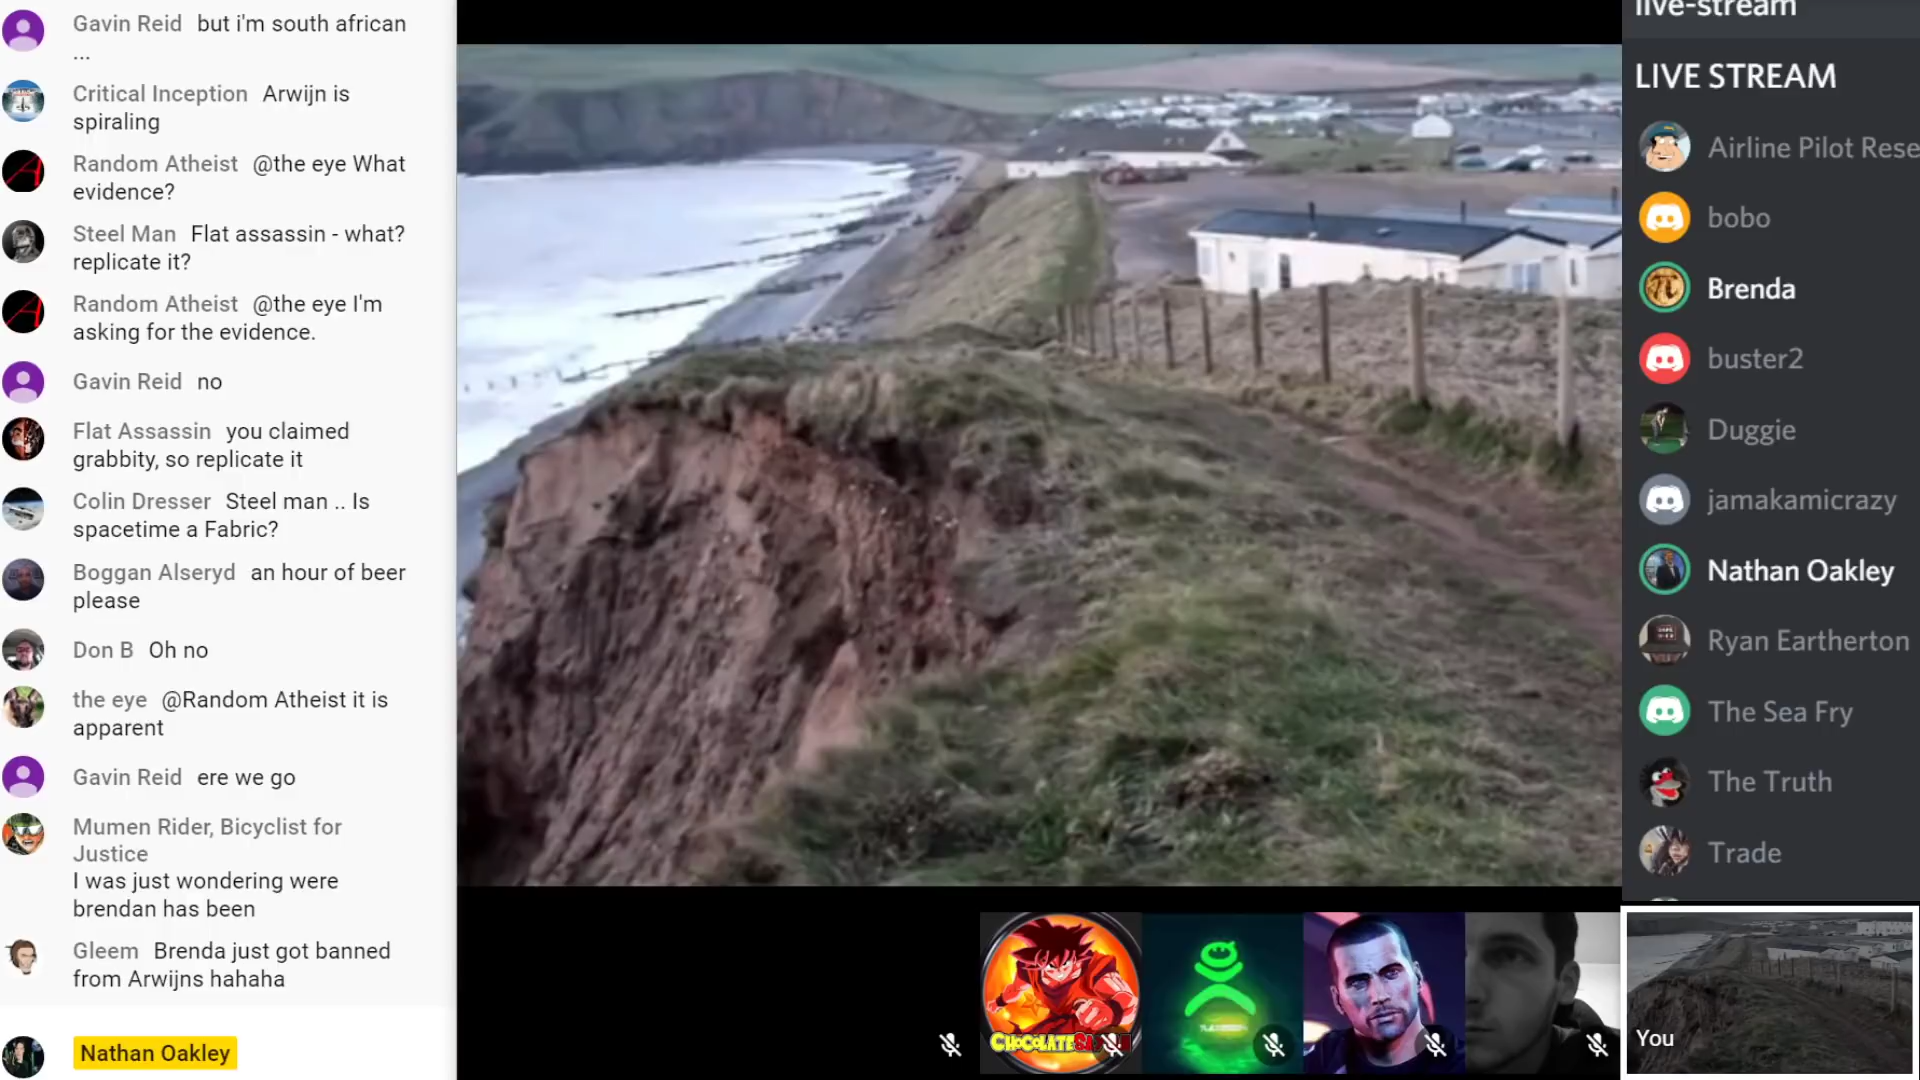 Gavin Reid but i'm south african
...
Critical Inception Arwijn is
spiraling
Random Atheist @the eye What
evidence?
Steel Man Flat assassin - what?
replicate it?
Random Atheist @the eye I'm
asking for the evidence.
Gavin Reid no
Flat Assassin you claimed
grabbity, so replicate it
Colin Dresser Steel man .. Is
spacetime a Fabric?
Boggan Alseryd an hour of beer
please
Don B Oh no
the eye @Random Atheist it is
apparent
Gavin Reid ere we go
Mumen Rider, Bicyclist for
Justice
I was just wondering were
brendan has been
Gleem Brenda just got banned
from Arwijns hahaha
Nathan Oakley
live-stream
LIVE STREAM
Airline Pilot Rese
bobo
Brenda
buster2
Duggie
jamakamicrazy
Nathan Oakley
Ryan Eartherton
The Sea Fry
The Truth
Trade
You